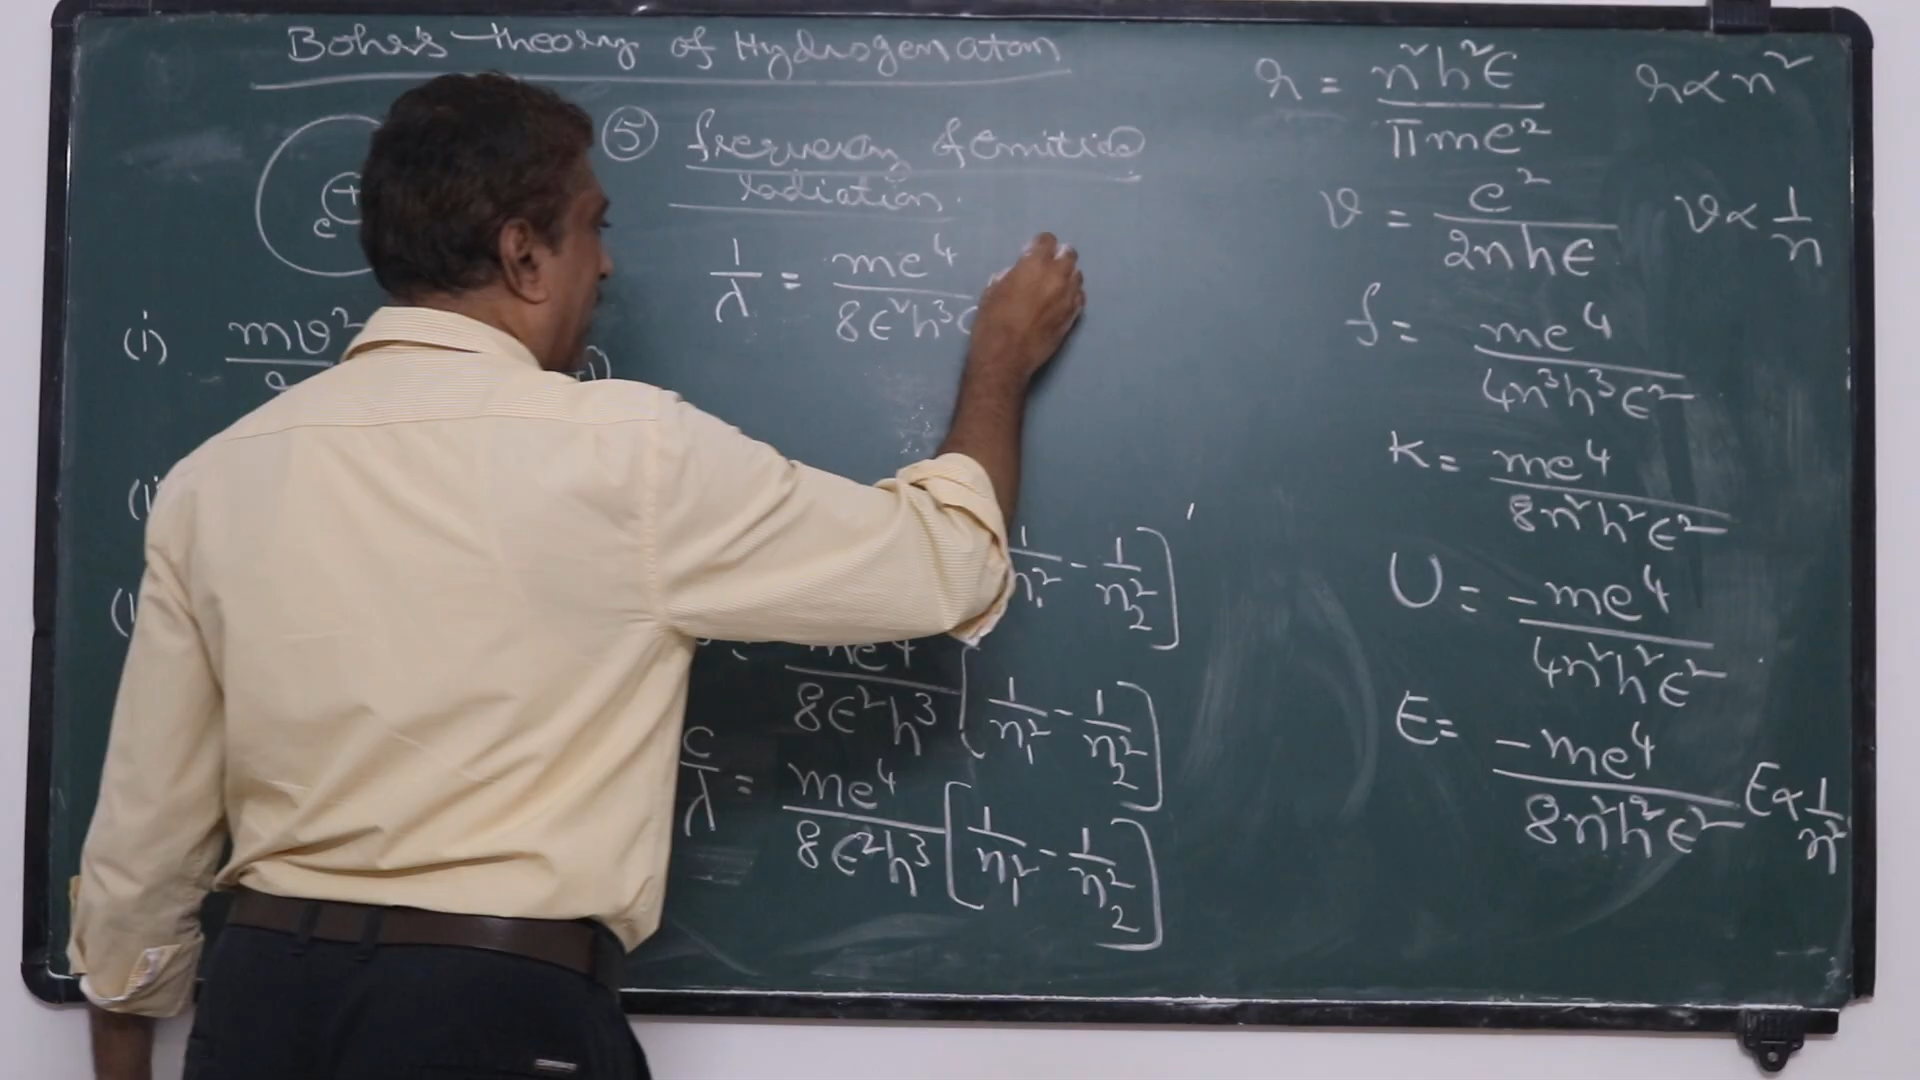 Bohr's theory of Hydrogen atom
+
e
(i) mv²
⑤ frequency of emitted
radiation.
1/λ = me⁴/8ε²h³c
1/n₁² - 1/n₂² ]
me⁴/8ε²h³ [ 1/n₁² - 1/n₂² ]
c/λ = me⁴/8ε²h³ [ 1/n₁² - 1/n₂² ]
r = n²h²ε/πme² r ∝ n²
v = e²/2nhε v ∝ 1/n
f = me⁴/4n³h³ε²
K = me⁴/8n²h²ε²
U = -me⁴/4n²h²ε²
E = -me⁴/8n²h²ε² E ∝ 1/n²